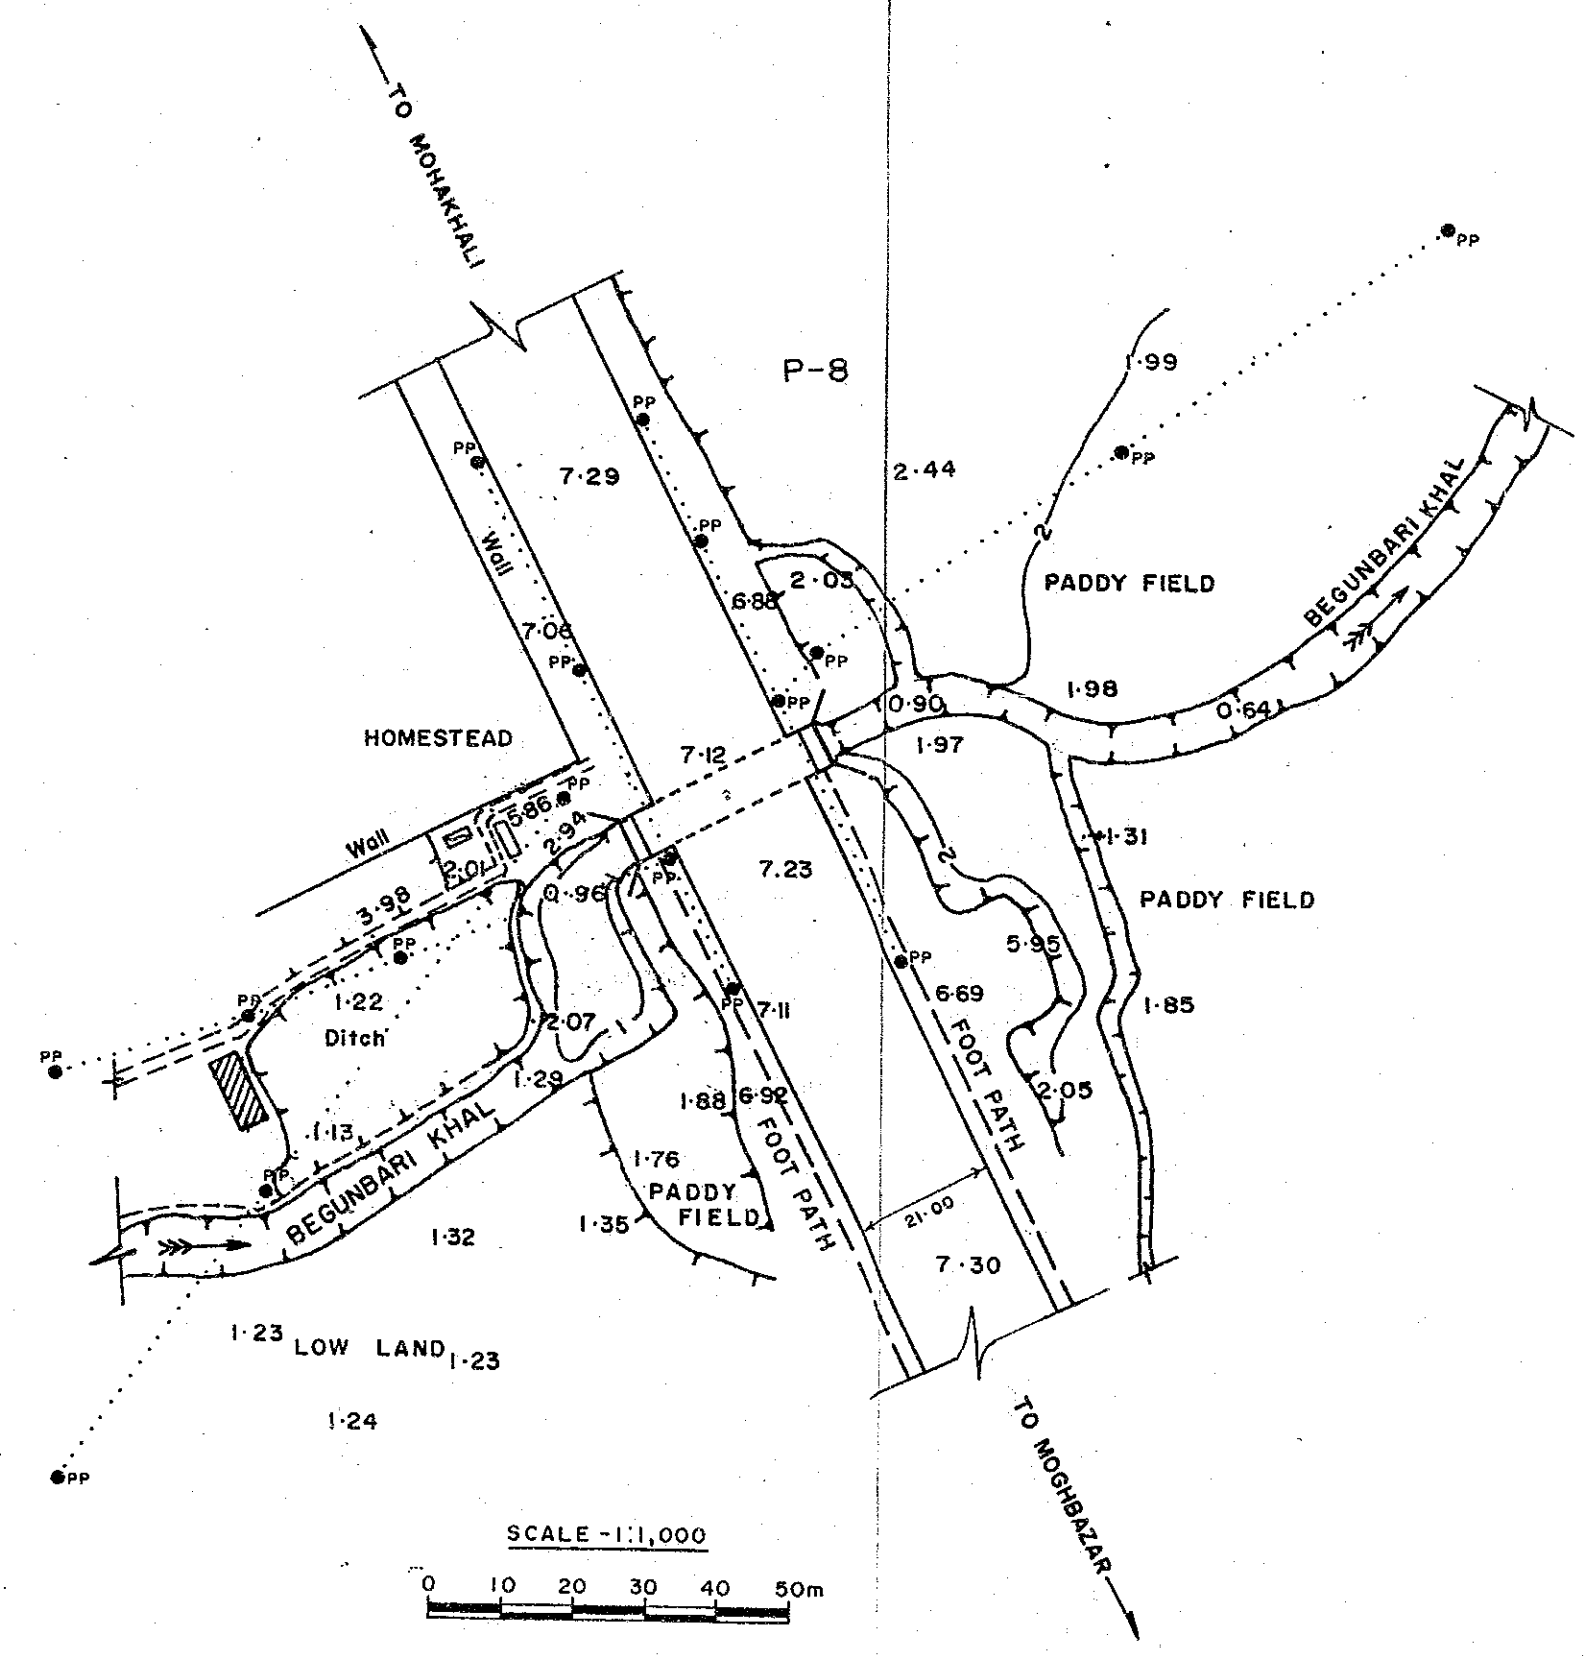 TO MOHAKHALI
PP
P-8
1.99
PP
PP
PP
PP
7.29
2.44
BEGUNBARI KHAL
Wall
PP
2
2.03
PADDY FIELD
6.88
7.06
PP
PP
PP
1.98
0.90
0.64
HOMESTEAD
7.12
1.97
PP
5.86
2.94
Wall
2.01
1.31
2
7.23
PP
0.96
3.98
PADDY FIELD
PP
5.95
PP
PP
1.22
Ditch
PP
7.11
6.69
1.85
2.07
1
FOOT PATH
PP
1.29
1.88
6.92
2.05
BEGUNBARI KHAL
FOOT PATH
1.13
1.76
PP
PADDY
FIELD
1.35
21.00
1.32
7.30
1.23
LOW LAND
1.23
1.24
TO MOGHBAZAR
PP
SCALE -1:1,000
0 10 20 30 40 50m